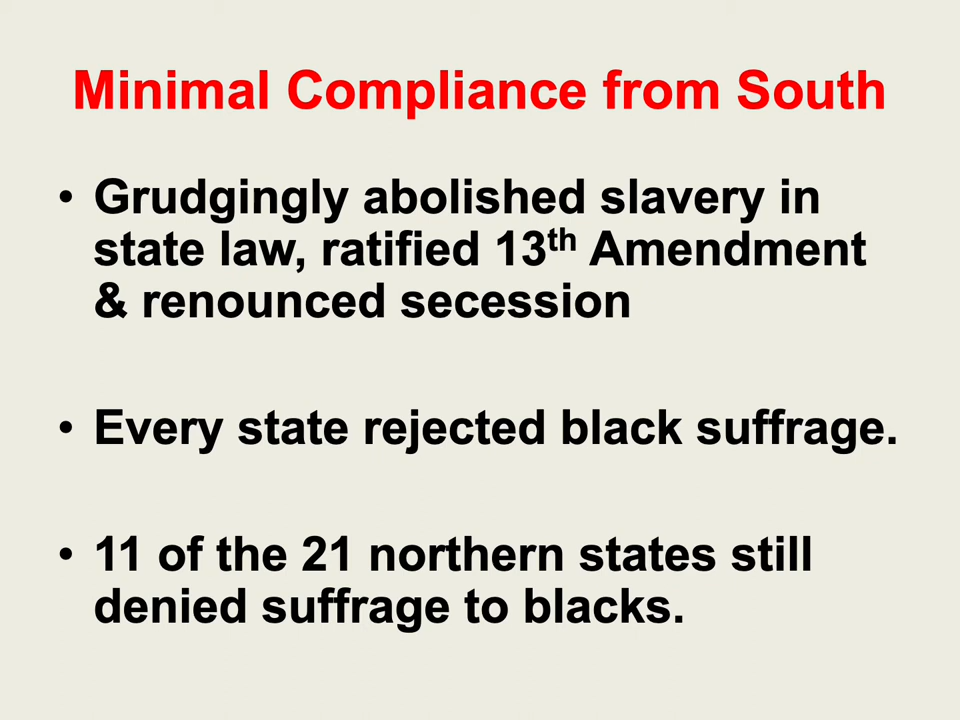 Minimal Compliance from South
• Grudgingly abolished slavery in
state law, ratified 13th Amendment
& renounced secession
• Every state rejected black suffrage.
• 11 of the 21 northern states still
denied suffrage to blacks.